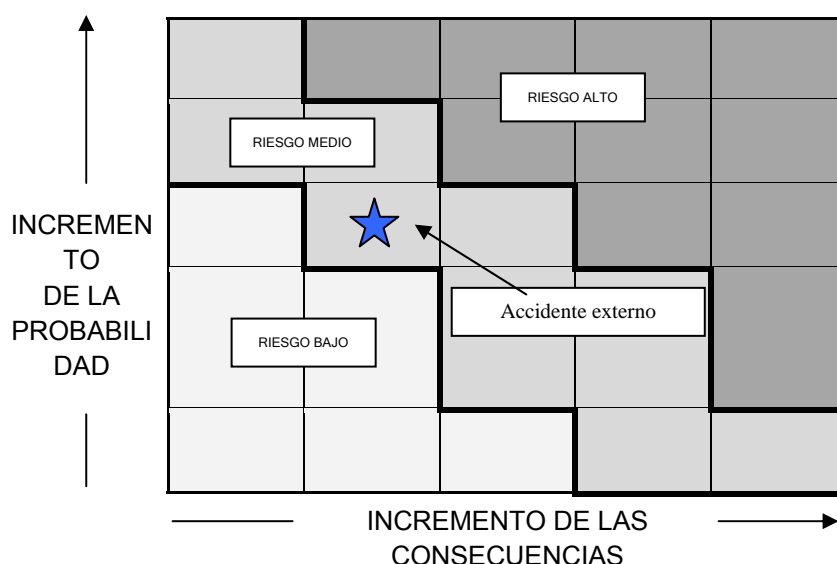 RIESGO ALTO
RIESGO MEDIO
INCREMEN
TO
DE LA
PROBABILI
DAD
Accidente externo
RIESGO BAJO
INCREMENTO DE LAS
CONSECUENCIAS